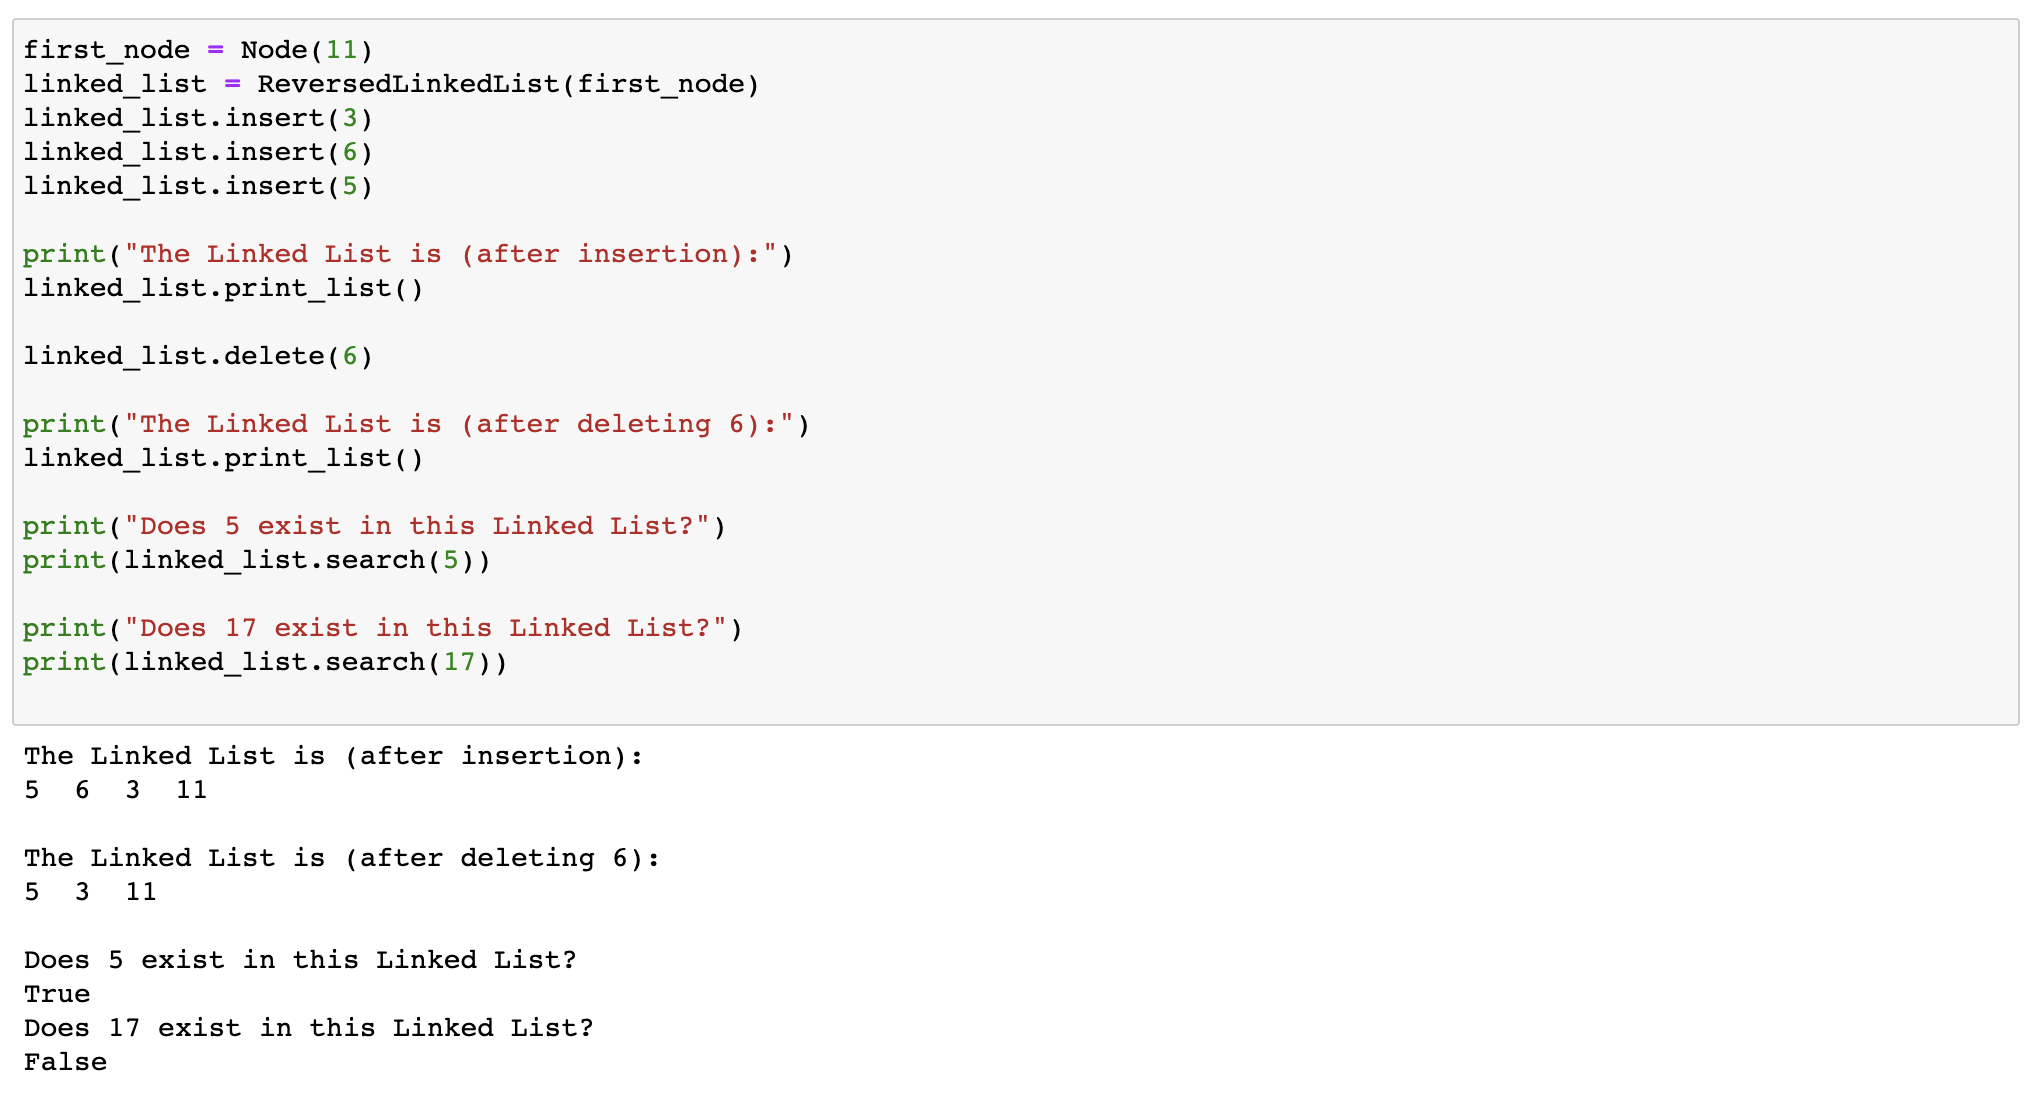 first_node = Node(11)
linked_list = ReversedLinkedList(first_node)
linked_list.insert(3)
linked_list.insert(6)
linked_list.insert(5)
print("The Linked List is (after insertion):")
linked_list.print_list()
linked_list.delete(6)
print("The Linked List is (after deleting 6):")
linked_list.print_list()
print("Does 5 exist in this Linked List?")
print(linked_list.search(5))
print("Does 17 exist in this Linked List?")
print(linked_list.search(17))
The Linked List is (after insertion):
5  6  3  11
The Linked List is (after deleting 6):
5  3  11
Does 5 exist in this Linked List?
True
Does 17 exist in this Linked List?
False